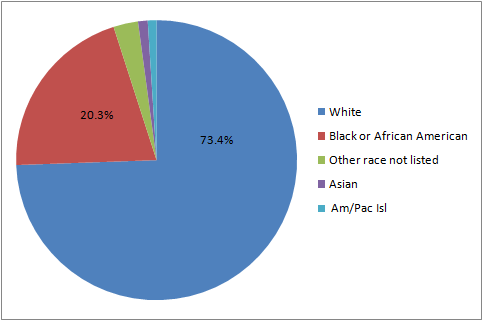 20.3%
73.4%
White
Black or African American
Other race not listed
Asian
Am/Pac Isl